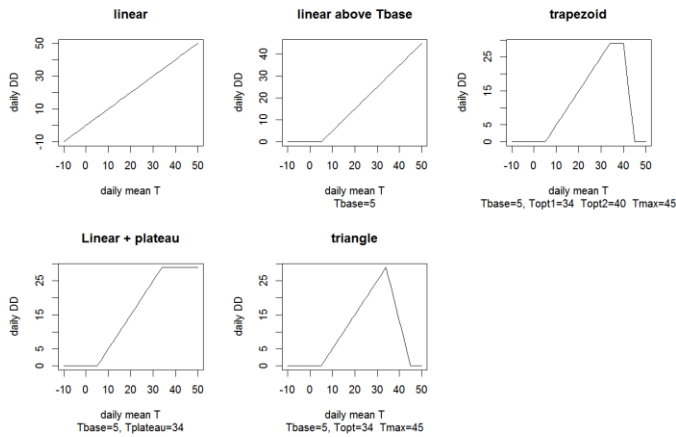 linear
daily DD
50
30
10
-10
-10 0 10 20 30 40 50
daily mean T
linear above Tbase
daily DD
40
30
20
10
0
-10 0 10 20 30 40 50
daily mean T
Tbase=5
trapezoid
daily DD
25
15
5
0
-10 0 10 20 30 40 50
daily mean T
Tbase=5, Topt1=34 Topt2=40 Tmax=45
Linear + plateau
daily DD
25
15
5
0
-10 0 10 20 30 40 50
daily mean T
Tbase=5, Tplateau=34
triangle
daily DD
25
15
5
0
-10 0 10 20 30 40 50
daily mean T
Tbase=5, Topt=34 Tmax=45